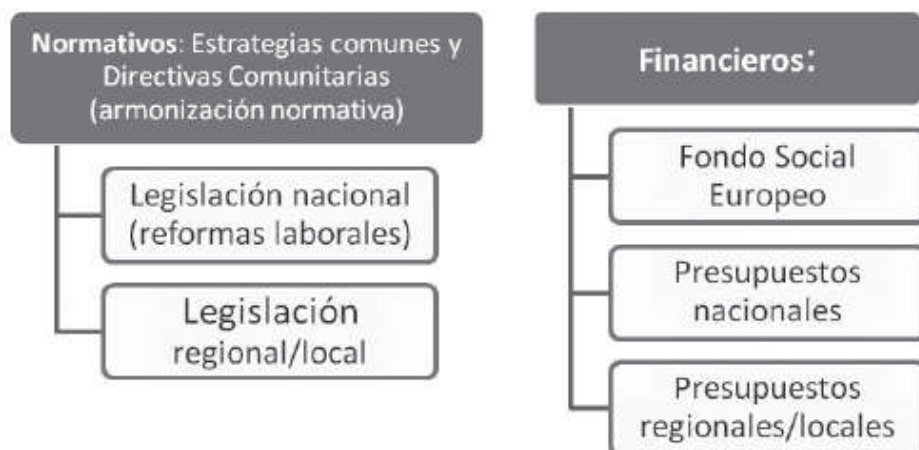 Normativos: Estrategias comunes y
Directivas Comunitarias
(armonización normativa)
Legislación nacional
(reformas laborales)
Legislación
regional/local
Financieros:
Fondo Social
Europeo
Presupuestos
nacionales
Presupuestos
regionales/locales